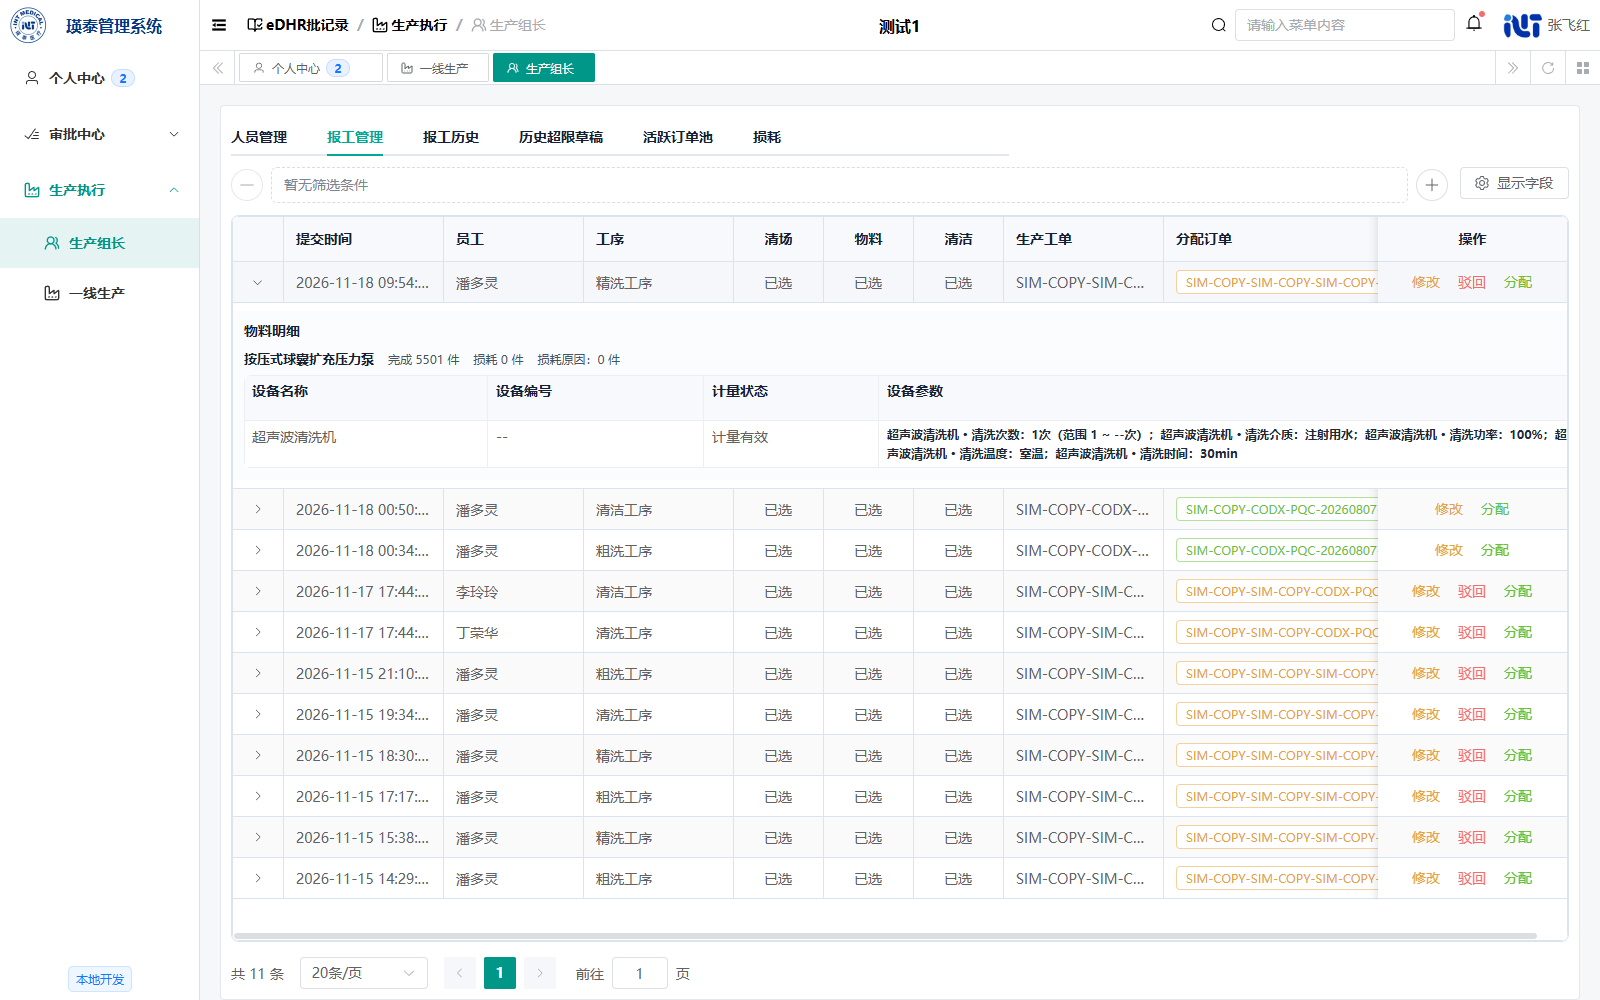 瑛泰管理系统
eDHR批记录 / 生产执行 / 生产组长
测试1
请输入菜单内容
张飞红
个人中心 2
审批中心
生产执行
生产组长
一线生产
本地开发
个人中心 2
一线生产
生产组长
人员管理 报工管理 报工历史 历史超限草稿 活跃订单池 损耗
暂无筛选条件
显示字段
提交时间 员工 工序 清场 物料 清洁 生产工单 分配订单 操作
2026-11-18 09:54:... 潘多灵 精洗工序 已选 已选 已选 SIM-COPY-SIM-C... SIM-COPY-SIM-COPY-SIM-COPY- 修改 驳回 分配
物料明细
按压式球囊扩充压力泵 完成 5501 件 损耗 0 件 损耗原因：0 件
设备名称 设备编号 计量状态 设备参数
超声波清洗机 -- 计量有效 超声波清洗机 • 清洗次数：1次（范围 1 ~ --次）；超声波清洗机 • 清洗介质：注射用水；超声波清洗机 • 清洗功率：100%；超
声波清洗机 • 清洗温度：室温；超声波清洗机 • 清洗时间：30min
2026-11-18 00:50:... 潘多灵 清洁工序 已选 已选 已选 SIM-COPY-CODX-... SIM-COPY-CODX-PQC-20260807 修改 分配
2026-11-18 00:34:... 潘多灵 粗洗工序 已选 已选 已选 SIM-COPY-CODX-... SIM-COPY-CODX-PQC-20260807 修改 分配
2026-11-17 17:44:... 李玲玲 清洁工序 已选 已选 已选 SIM-COPY-SIM-C... SIM-COPY-SIM-COPY-CODX-PQC 修改 驳回 分配
2026-11-17 17:44:... 丁荣华 清洗工序 已选 已选 已选 SIM-COPY-SIM-C... SIM-COPY-SIM-COPY-CODX-PQC 修改 驳回 分配
2026-11-15 21:10:... 潘多灵 粗洗工序 已选 已选 已选 SIM-COPY-SIM-C... SIM-COPY-SIM-COPY-SIM-COPY- 修改 驳回 分配
2026-11-15 19:34:... 潘多灵 清洗工序 已选 已选 已选 SIM-COPY-SIM-C... SIM-COPY-SIM-COPY-SIM-COPY- 修改 驳回 分配
2026-11-15 18:30:... 潘多灵 精洗工序 已选 已选 已选 SIM-COPY-SIM-C... SIM-COPY-SIM-COPY-SIM-COPY- 修改 驳回 分配
2026-11-15 17:17:... 潘多灵 粗洗工序 已选 已选 已选 SIM-COPY-SIM-C... SIM-COPY-SIM-COPY-SIM-COPY- 修改 驳回 分配
2026-11-15 15:38:... 潘多灵 精洗工序 已选 已选 已选 SIM-COPY-SIM-C... SIM-COPY-SIM-COPY-SIM-COPY- 修改 驳回 分配
2026-11-15 14:29:... 潘多灵 粗洗工序 已选 已选 已选 SIM-COPY-SIM-C... SIM-COPY-SIM-COPY-SIM-COPY- 修改 驳回 分配
共 11 条 20条/页 1 前往 1 页